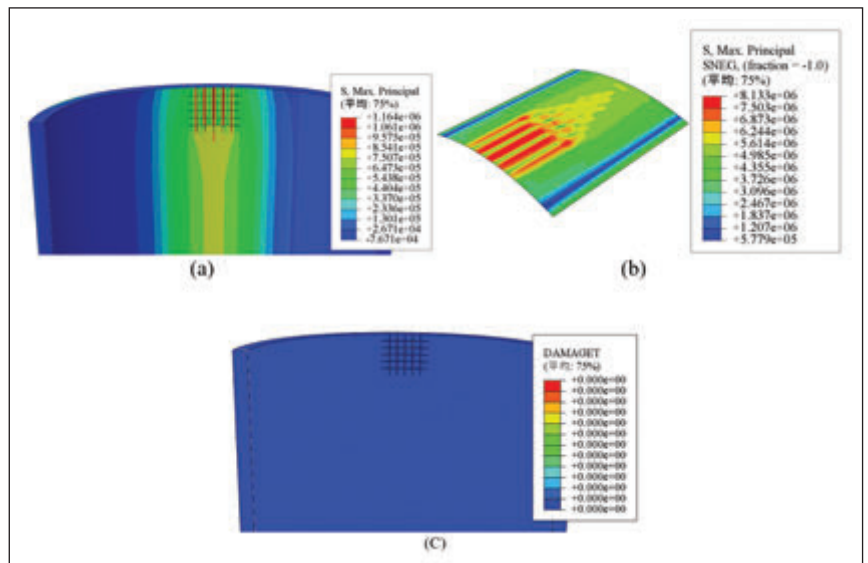 S, Max. Principal
(平均: 75%)
+1.164e+06
+1.061e+06
+9.575e+05
+8.541e+05
+7.507e+05
+6.473e+05
+5.438e+05
+4.404e+05
+3.370e+05
+2.336e+05
+1.301e+05
+2.671e+04
-7.671e+04
(a)
S, Max. Principal
SNEG, (fraction = -1.0)
(平均: 75%)
+8.133e+06
+7.503e+06
+6.873e+06
+6.244e+06
+5.614e+06
+4.985e+06
+4.355e+06
+3.726e+06
+3.096e+06
+2.467e+06
+1.837e+06
+1.207e+06
+5.779e+05
(b)
DAMAGET
(平均: 75%)
+0.000e+00
+0.000e+00
+0.000e+00
+0.000e+00
+0.000e+00
+0.000e+00
+0.000e+00
+0.000e+00
+0.000e+00
+0.000e+00
+0.000e+00
+0.000e+00
+0.000e+00
(C)